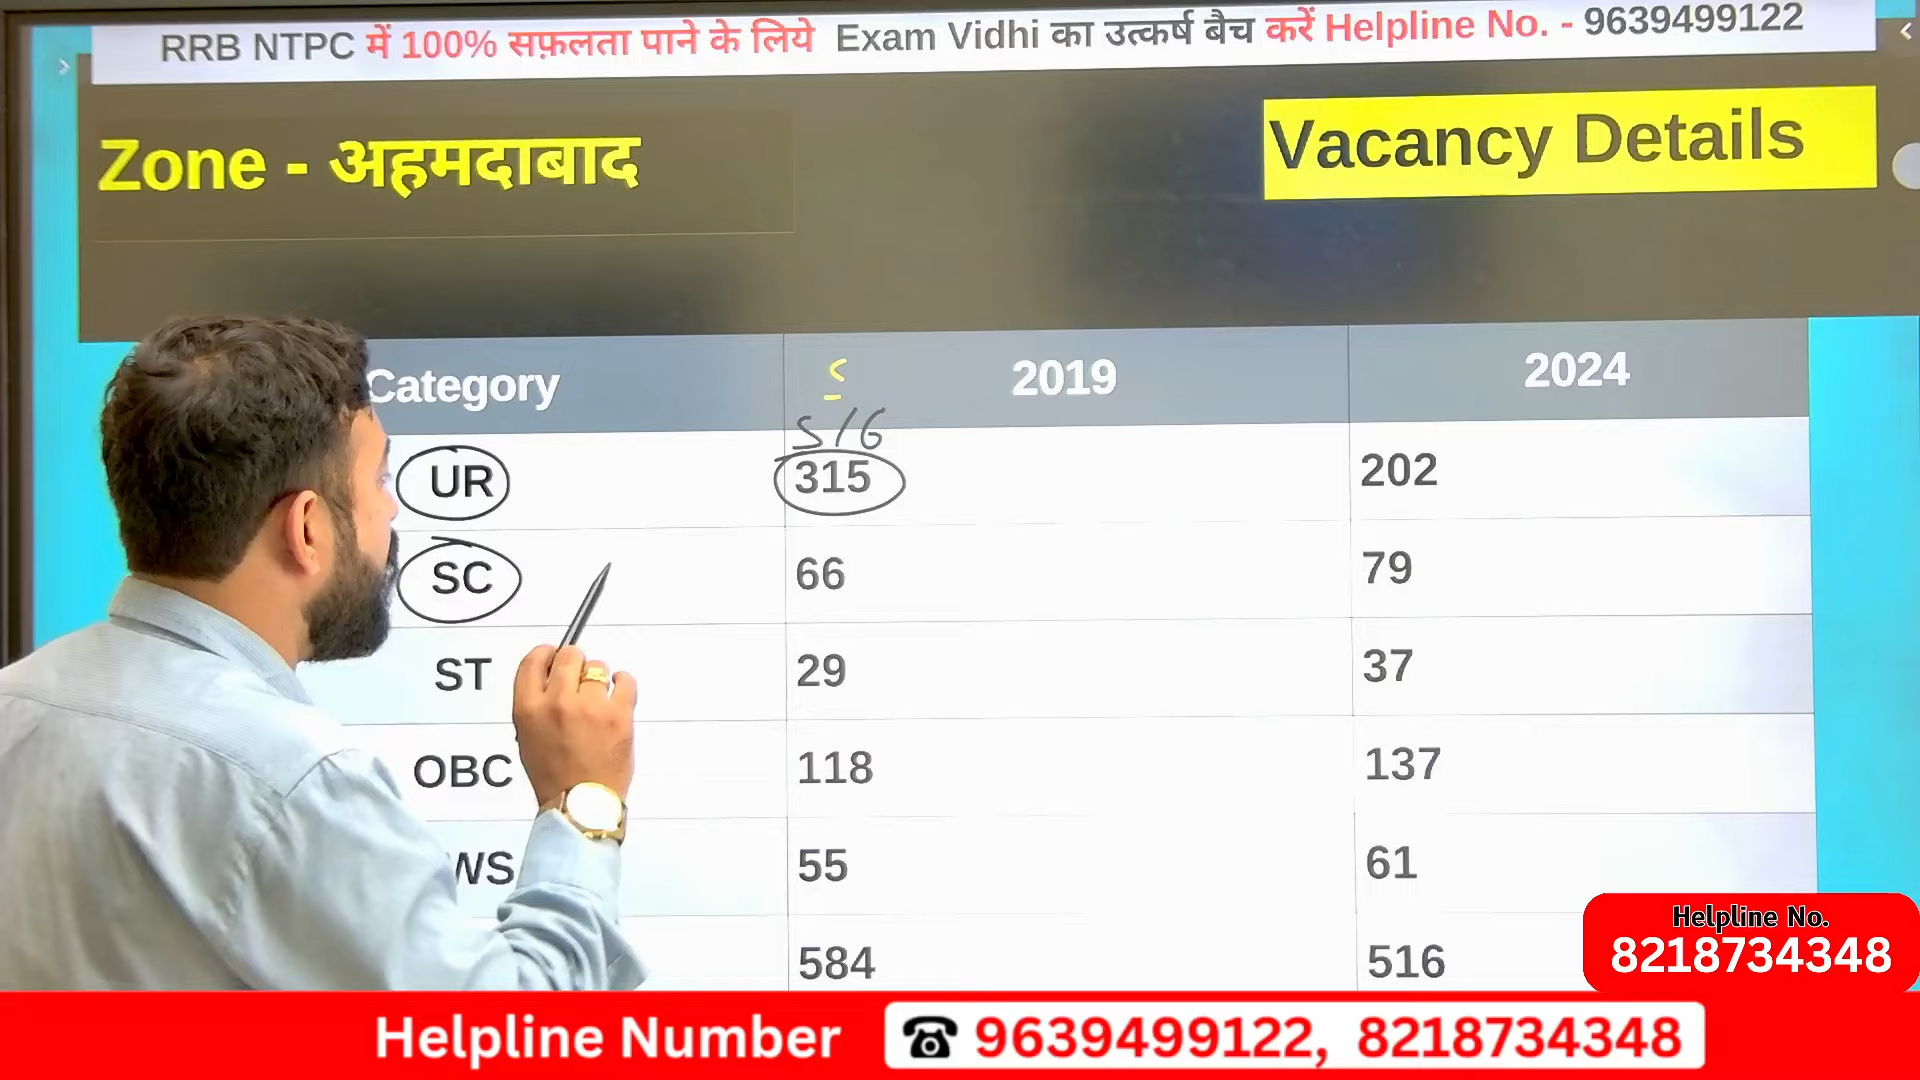 RRB NTPC में 100% सफ़लता पाने के लिये Exam Vidhi का उत्कर्ष बैच करें Helpline No. - 9639499122
Zone - अहमदाबाद
Vacancy Details
Category 2019 2024
S/G
UR 315 202
SC 66 79
ST 29 37
OBC 118 137
WS 55 61
584 516
Helpline No.
8218734348
Helpline Number 9639499122, 8218734348